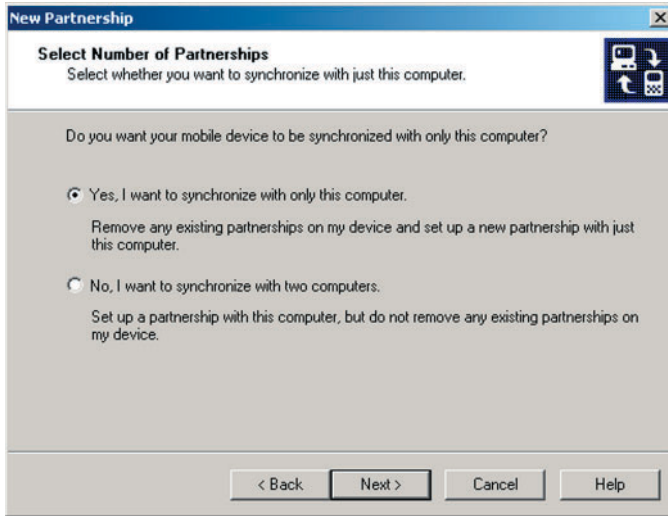 New Partnership
Select Number of Partnerships
Select whether you want to synchronize with just this computer.
Do you want your mobile device to be synchronized with only this computer?
Yes, I want to synchronize with only this computer.
Remove any existing partnerships on my device and set up a new partnership with just
this computer.
No, I want to synchronize with two computers.
Set up a partnership with this computer, but do not remove any existing partnerships on
my device.
< Back Next > Cancel Help